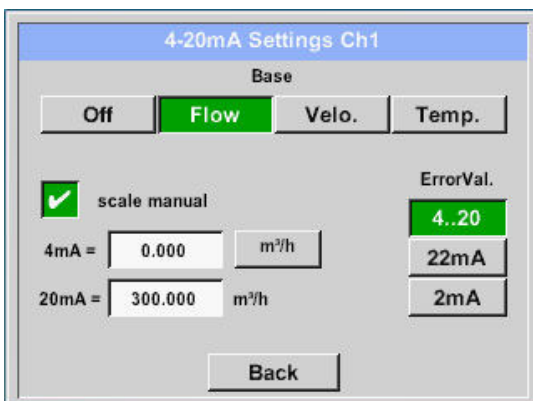 4-20mA Settings Ch1
Base
Off Flow Velo. Temp.
ErrorVal.
✔ scale manual
4..20
4mA = 0.000 m³/h
22mA
20mA = 300.000 m³/h
2mA
Back